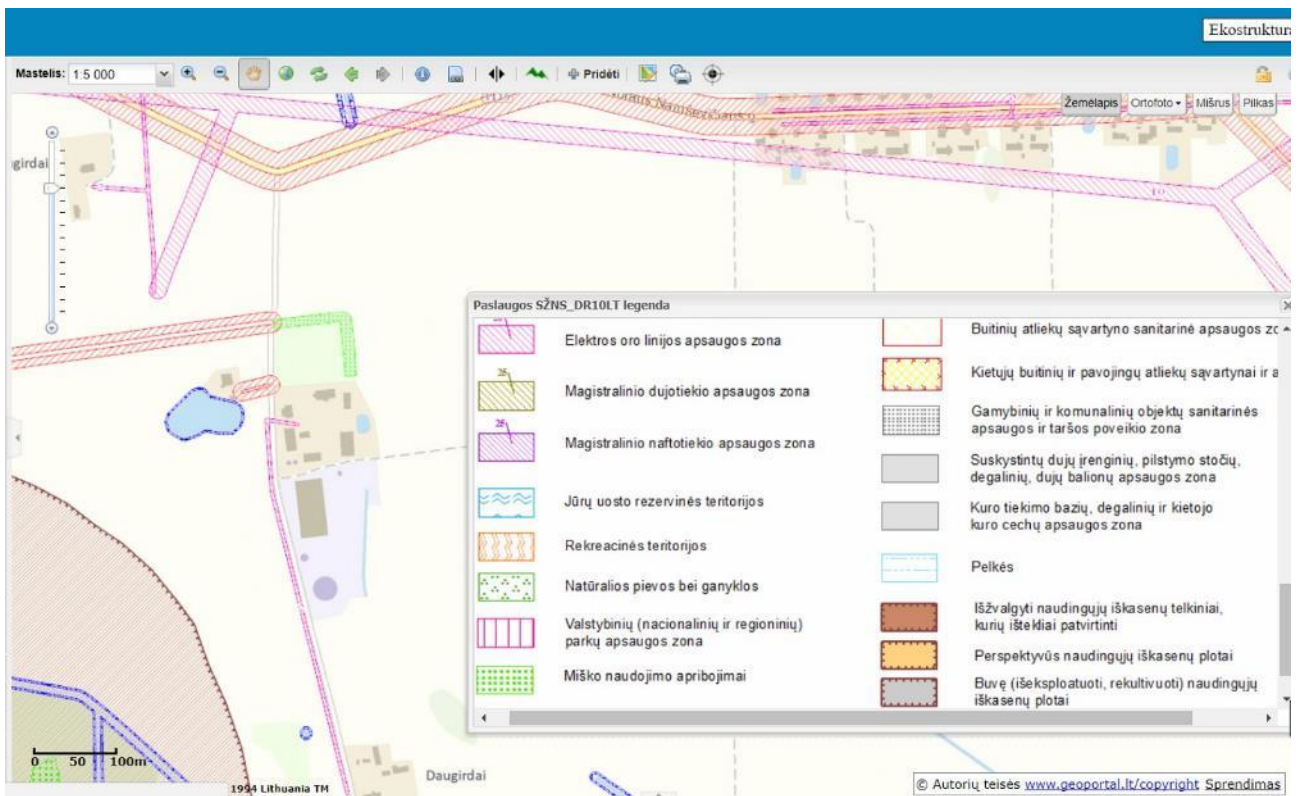 Ekostruktura
Mastelis: 1:5 000
Pridėti
Žemėlapis Ortofoto Mišrus Pilkas
girdai
Paslaugos SŽNS_DR10LT legenda
Elektros oro linijos apsaugos zona
Magistralinio dujotiekio apsaugos zona
Magistralinio naftotiekio apsaugos zona
Jūrų uosto rezervinės teritorijos
Rekreacinės teritorijos
Natūralios pievos bei ganyklos
Valstybinių (nacionalinių ir regioninių)
parkų apsaugos zona
Miško naudojimo apribojimai
Buitinių atliekų sąvartyno sanitarinė apsaugos zo
Kietųjų buitinių ir pavojingų atliekų sąvartynai ir a
Gamybinių ir komunalinių objektų sanitarinės
apsaugos ir taršos poveikio zona
Suskystintų dujų įrenginių, pilstymo stočių,
degalinių, dujų balionų apsaugos zona
Kuro tiekimo bazių, degalinių ir kietojo
kuro cechų apsaugos zona
Pelkės
Išžvalgyti naudingųjų iškasenų telkiniai,
kurių ištekliai patvirtinti
Perspektyvūs naudingųjų iškasenų plotai
Buvę (išeksploatuoti, rekultivuoti) naudingųjų
iškasenų plotai
0 50 100m
1994 Lithuania TM
Daugirdai
© Autorių teisės www.geoportal.lt/copyright Sprendimas